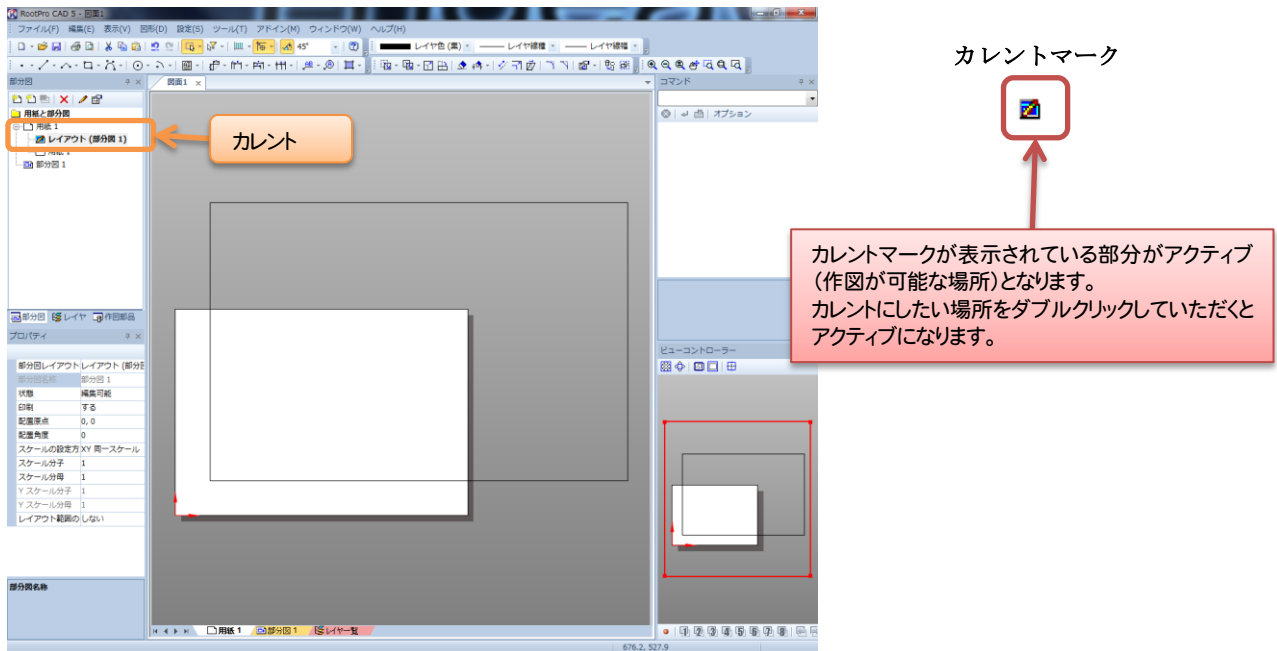 RootPro CAD 5 - 図面1
ファイル(F) 編集(E) 表示(V) 図形(D) 設定(S) ツール(T) アドイン(M) ウィンドウ(W) ヘルプ(H)
45° レイヤ色 (黒) レイヤ線種 レイヤ線幅
部分図
図面1
コマンド
用紙と部分図
用紙 1
レイアウト (部分図 1)
用紙 1
部分図 1
カレント
オプション
カレントマーク
カレントマークが表示されている部分がアクティブ
（作図が可能な場所）となります。
カレントにしたい場所をダブルクリックしていただくと
アクティブになります。
部分図 レイヤ 作図部品
プロパティ
部分図レイアウト レイアウト (部分図
部分図名称 部分図 1
状態 編集可能
印刷 する
配置原点 0, 0
配置角度 0
スケールの設定方 XY 同一スケール
スケール分子 1
スケール分母 1
Y スケール分子 1
Y スケール分母 1
レイアウト範囲の しない
部分図名称
ビューコントローラー
用紙 1 部分図 1 レイヤー覧
1 2 3 4 5 6 7 8
676.2, 527.9